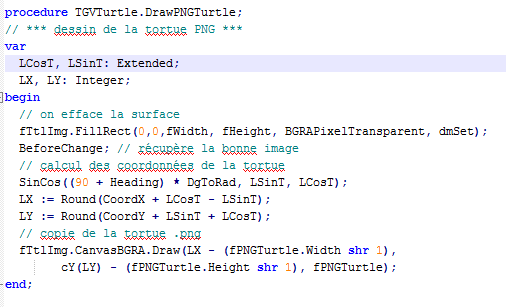 procedure TGVTurtle.DrawPNGTurtle;
// *** dessin de la tortue PNG ***
var
  LCosT, LSinT: Extended;
  LX, LY: Integer;
begin
  // on efface la surface
  fTtlImg.FillRect(0,0,fWidth, fHeight, BGRAPixelTransparent, dmSet);
  BeforeChange; // récupère la bonne image
  // calcul des coordonnées de la tortue
  SinCos((90 + Heading) * DgToRad, LSinT, LCosT);
  LX := Round(CoordX + LCosT - LSinT);
  LY := Round(CoordY + LSinT + LCosT);
  // copie de la tortue .png
  fTtlImg.CanvasBGRA.Draw(LX - (fPNGTurtle.Width shr 1),
        cY(LY) - (fPNGTurtle.Height shr 1), fPNGTurtle);
end;